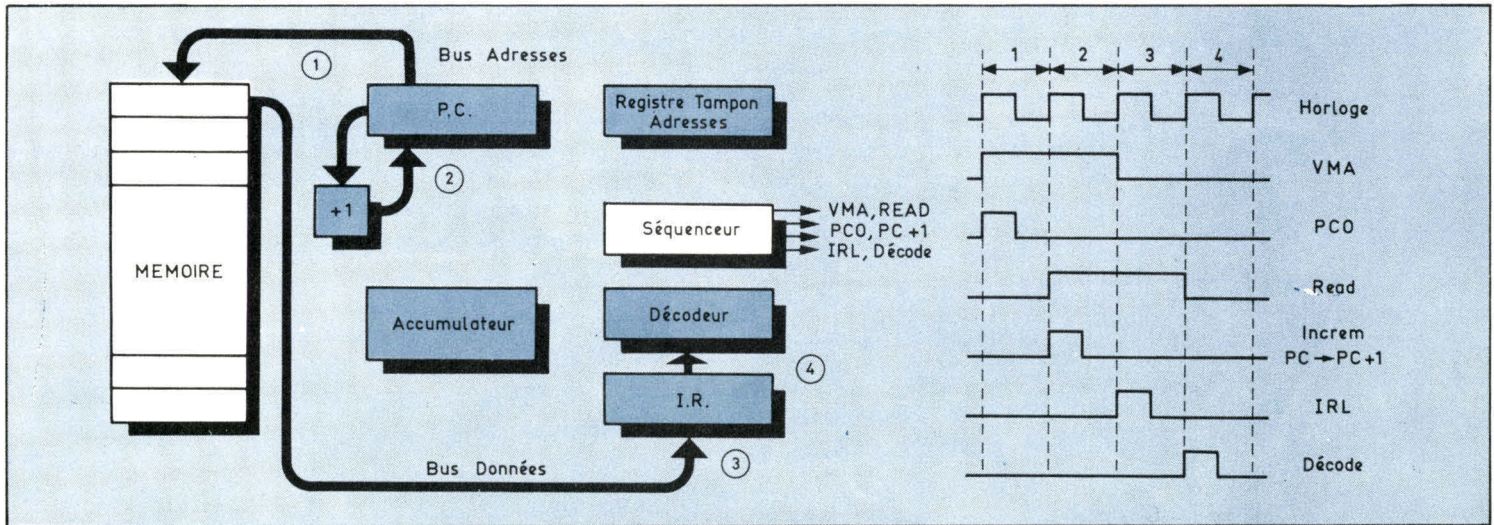 1
Bus Adresses
P.C.
Registre Tampon
Adresses
2
+1
Séquenceur
VMA, READ
PCO, PC +1
IRL, Décode
MEMOIRE
Accumulateur
Décodeur
4
I.R.
Bus Données
3
1 2 3 4
Horloge
VMA
PCO
Read
Increm
PC → PC +1
IRL
Décode